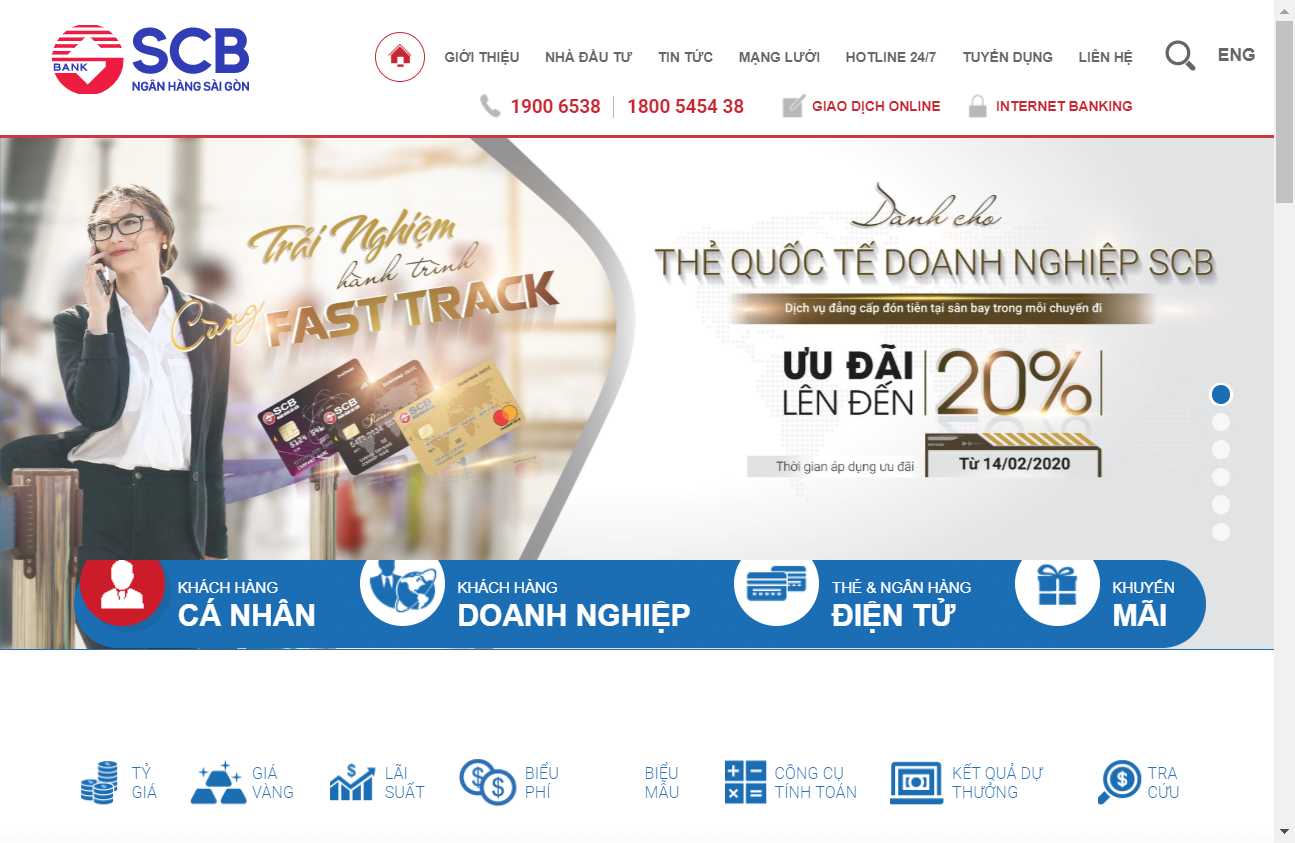 BANK
SCB
NGÂN HÀNG SÀI GÒN
GIỚI THIỆU
NHÀ ĐẦU TƯ
TIN TỨC
MẠNG LƯỚI
HOTLINE 24/7
TUYỂN DỤNG
LIÊN HỆ
ENG
1900 6538
1800 5454 38
GIAO DỊCH ONLINE
INTERNET BANKING
Trải Nghiệm
hành trình
Cùng FAST TRACK
SCB
SCB
SCB
Dành cho
THẺ QUỐC TẾ DOANH NGHIỆP SCB
Dịch vụ đẳng cấp đón tiễn tại sân bay trong mỗi chuyến đi
ƯU ĐÃI
LÊN ĐẾN
20%
Thời gian áp dụng ưu đãi
Từ 14/02/2020
KHÁCH HÀNG
CÁ NHÂN
KHÁCH HÀNG
DOANH NGHIỆP
THẺ & NGÂN HÀNG
ĐIỆN TỬ
KHUYẾN
MÃI
TỶ
GIÁ
GIÁ
VÀNG
LÃI
SUẤT
BIỂU
PHÍ
BIỂU
MẪU
CÔNG CỤ
TÍNH TOÁN
KẾT QUẢ DỰ
THƯỞNG
TRA
CỨU